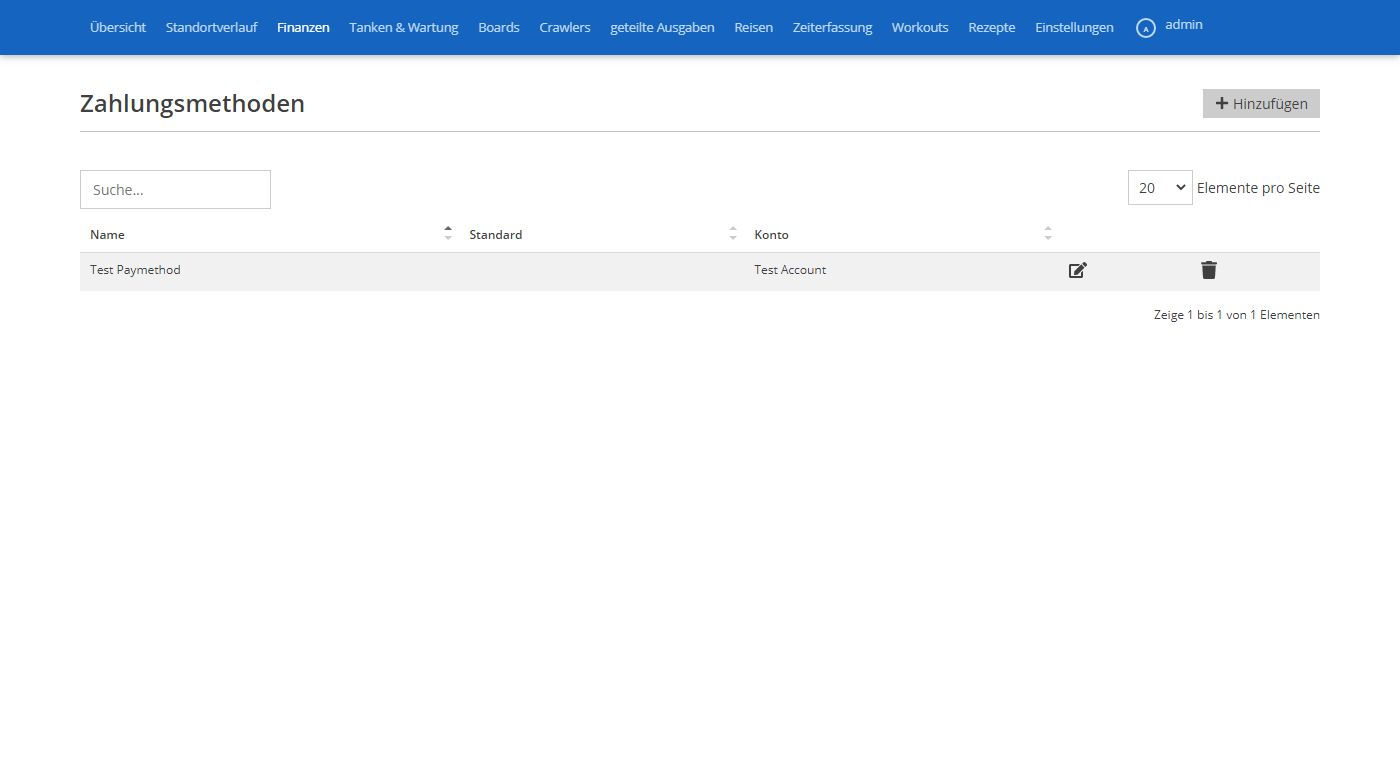 Übersicht Standortverlauf Finanzen Tanken & Wartung Boards Crawlers geteilte Ausgaben Reisen Zeiterfassung Workouts Rezepte Einstellungen A admin
Zahlungsmethoden Hinzufügen
Suche... 20 Elemente pro Seite
Name Standard Konto
Test Paymethod Test Account
Zeige 1 bis 1 von 1 Elementen